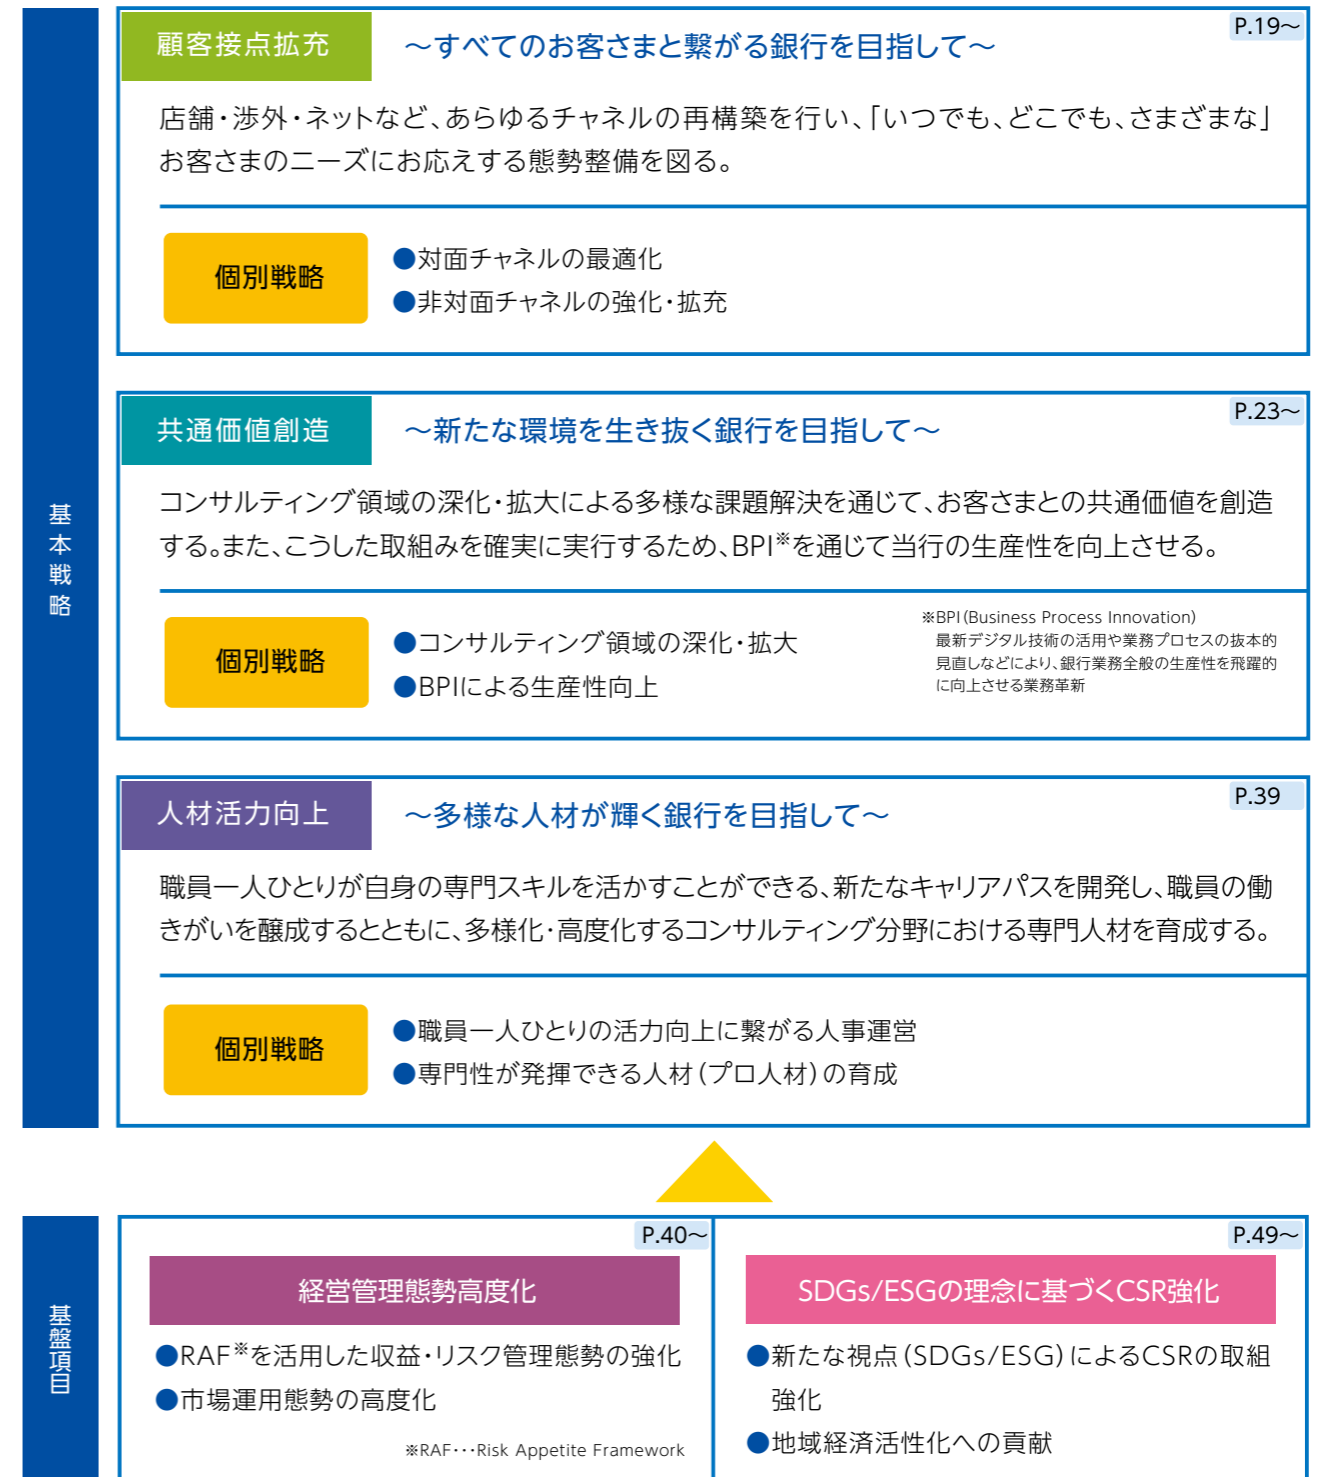 基本戦略
顧客接点拡充
～すべてのお客さまと繋がる銀行を目指して～
P.19～
店舗・渉外・ネットなど、あらゆるチャネルの再構築を行い、「いつでも、どこでも、さまざまな」
お客さまのニーズにお応えする態勢整備を図る。
個別戦略
●対面チャネルの最適化
●非対面チャネルの強化・拡充
共通価値創造
～新たな環境を生き抜く銀行を目指して～
P.23～
コンサルティング領域の深化・拡大による多様な課題解決を通じて、お客さまとの共通価値を創造
する。また、こうした取組みを確実に実行するため、BPI※を通じて当行の生産性を向上させる。
個別戦略
●コンサルティング領域の深化・拡大
●BPIによる生産性向上
※BPI(Business Process Innovation)
最新デジタル技術の活用や業務プロセスの抜本的
見直しなどにより、銀行業務全般の生産性を飛躍的
に向上させる業務革新
人材活力向上
～多様な人材が輝く銀行を目指して～
P.39
職員一人ひとりが自身の専門スキルを活かすことができる、新たなキャリアパスを開発し、職員の働
きがいを醸成するとともに、多様化・高度化するコンサルティング分野における専門人材を育成する。
個別戦略
●職員一人ひとりの活力向上に繋がる人事運営
●専門性が発揮できる人材(プロ人材)の育成
基盤項目
P.40～
経営管理態勢高度化
●RAF※を活用した収益・リスク管理態勢の強化
●市場運用態勢の高度化
※RAF･･･Risk Appetite Framework
P.49～
SDGs/ESGの理念に基づくCSR強化
●新たな視点(SDGs/ESG)によるCSRの取組
強化
●地域経済活性化への貢献